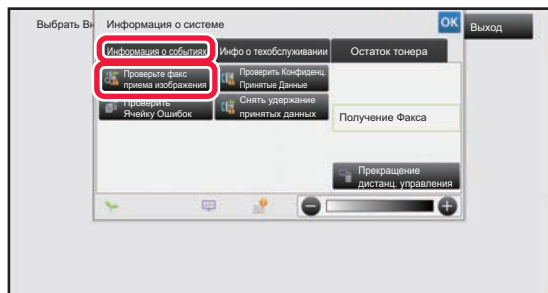 Выбрать Вн
Информация о системе
OK
Выход
Информация о событиях
Инфо о техобслуживании
Остаток тонера
Проверьте факс
приема изображения
Проверить Конфиденц.
Принятые Данные
Проверить
Ячейку Ошибок
Снять удержание
принятых данных
Получение Факса
Прекращение
дистанц. управления